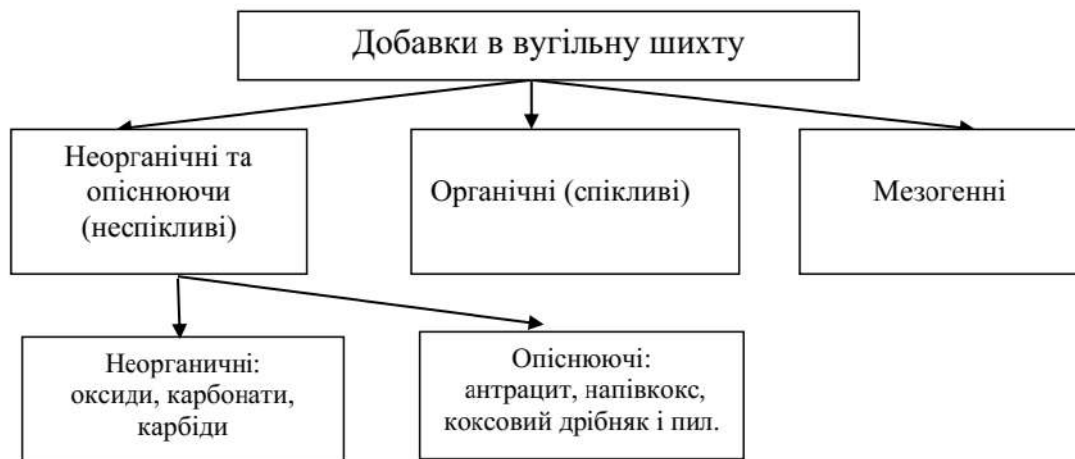 Добавки в вугільну шихту
Неорганічні та
опіснюючи
(неспікливі)
Органічні (спікливі)
Мезогенні
Неорганичні:
оксиди, карбонати,
карбіди
Опіснюючі:
антрацит, напівкокс,
коксовий дрібняк і пил.